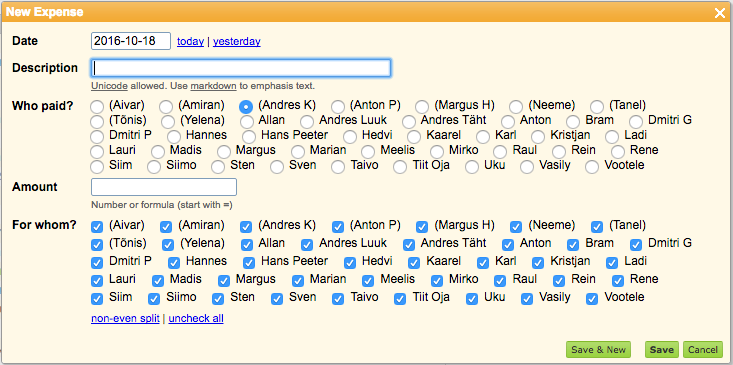 New Expense
Date 2016-10-18 today | yesterday
Description
Unicode allowed. Use markdown to emphasis text.
Who paid? (Aivar) (Amiran) (Andres K) (Anton P) (Margus H) (Neeme) (Tanel)
(Tõnis) (Yelena) Allan Andres Luuk Andres Täht Anton Bram Dmitri G
Dmitri P Hannes Hans Peeter Hedvi Kaarel Karl Kristjan Ladi
Lauri Madis Margus Marian Meelis Mirko Raul Rein Rene
Siim Siimo Sten Sven Taivo Tiit Oja Uku Vasily Vootele
Amount
Number or formula (start with =)
For whom? (Aivar) (Amiran) (Andres K) (Anton P) (Margus H) (Neeme) (Tanel)
(Tõnis) (Yelena) Allan Andres Luuk Andres Täht Anton Bram Dmitri G
Dmitri P Hannes Hans Peeter Hedvi Kaarel Karl Kristjan Ladi
Lauri Madis Margus Marian Meelis Mirko Raul Rein Rene
Siim Siimo Sten Sven Taivo Tiit Oja Uku Vasily Vootele
non-even split | uncheck all
Save & New Save Cancel